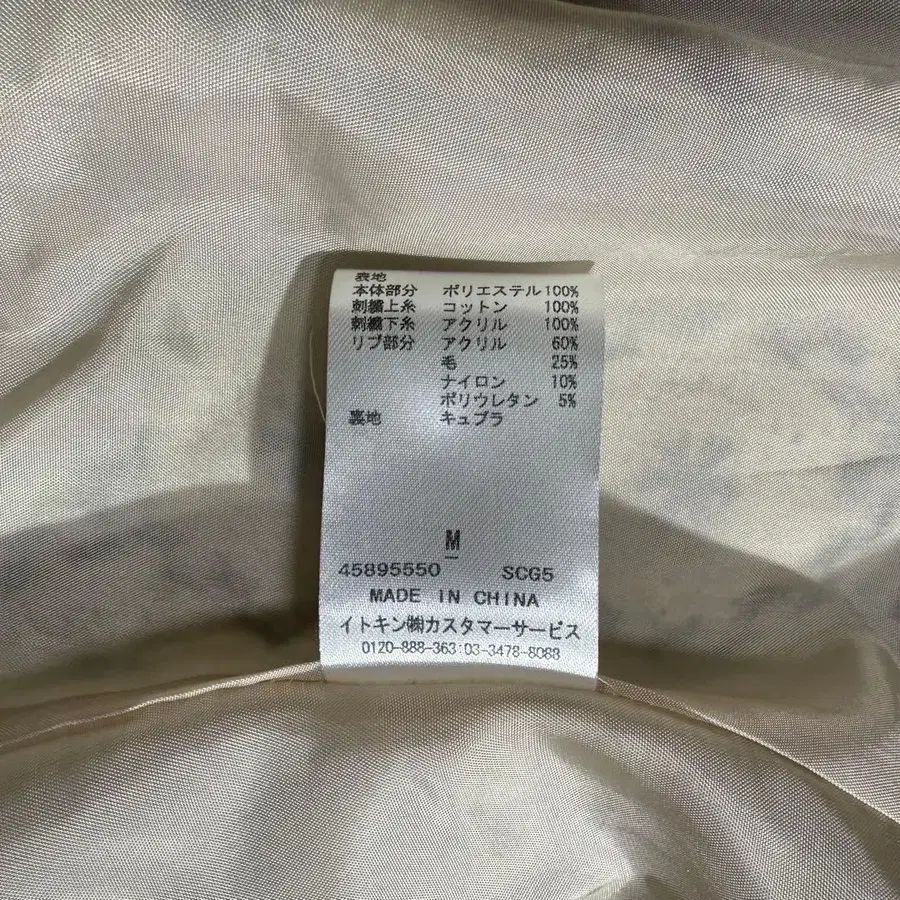 表地
本体部分 ポリエステル100%
刺繍上糸 コットン 100%
刺繍下糸 アクリル 100%
リブ部分 アクリル 60%
毛 25%
ナイロン 10%
ポリウレタン 5%
裏地 キュプラ
M
45895550 SCG5
MADE IN CHINA
イトキン㈱カスタマーサービス
0120-888-363:03-3478-8088